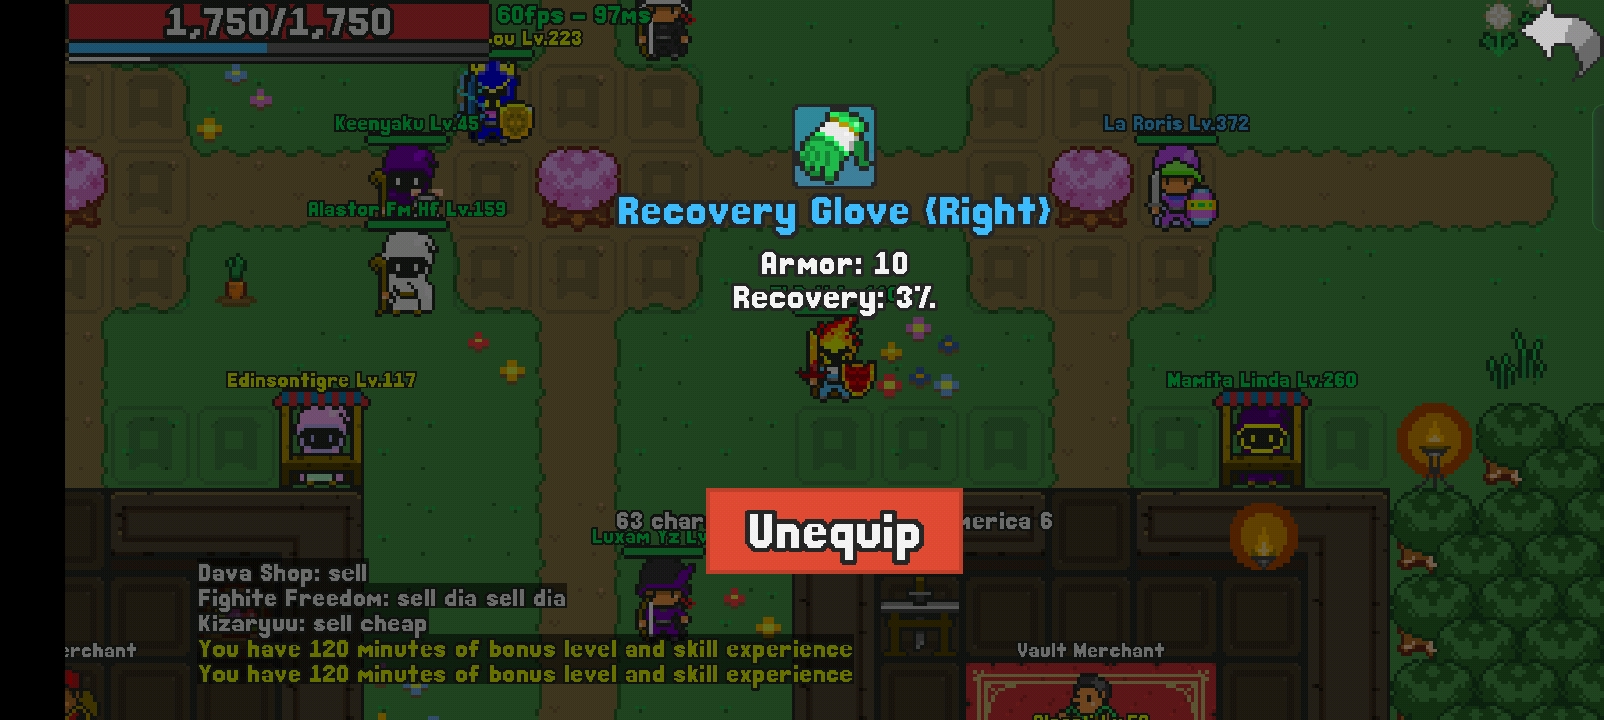 1,750/1,750
60fps - 97ms
ou Lv.223
Keenyaku Lv.45
La Roris Lv.372
Alastor Fm Hf Lv.159
Recovery Glove (Right)
Armor: 10
Recovery: 3%
Edinsontigre Lv.117
Mamita Linda Lv.260
Unequip
63 char
merica 6
Luxam Yz Lv
Dava Shop: sell
Fighite Freedom: sell dia sell dia
Kizaryuu: sell cheap
erchant
You have 120 minutes of bonus level and skill experience
Vault Merchant
You have 120 minutes of bonus level and skill experience